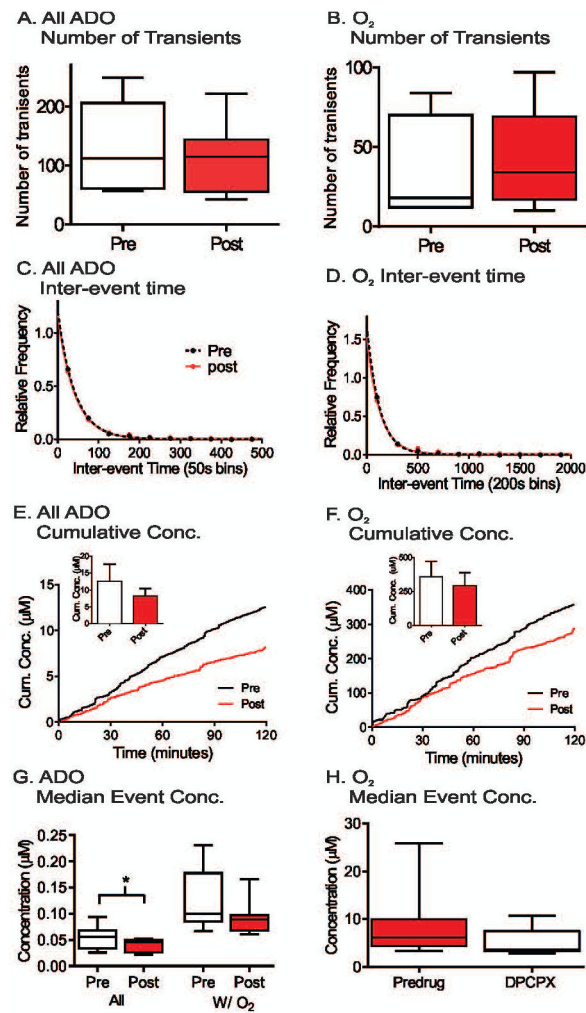 A. All ADO
Number of Transients
B. O₂
Number of Transients
Number of tranisents
200
100
0
Pre
Post
Number of transients
100
50
0
Pre
Post
C. All ADO
Inter-event time
D. O₂ Inter-event time
Relative Frequency
1.0
0.5
0.0
Pre
post
0 100 200 300 400 500
Inter-event Time (50s bins)
Relative Frequency
1.5
1.0
0.5
0.0
0 500 1000 1500 2000
Inter-event Time (200s bins)
E. All ADO
Cumulative Conc.
F. O₂
Cumulative Conc.
Cum. Conc. (µM)
15
10
5
0
Cum. Conc. (uM)
20
15
10
5
0
Pre
Post
Pre
Post
0 30 60 90 120
Time (minutes)
Cum. Conc. (µM)
400
300
200
100
0
Cum. Conc. (uM)
500
250
0
Pre
Post
Pre
Post
0 30 60 90 120
Time (minutes)
G. ADO
Median Event Conc.
H. O₂
Median Event Conc.
Concentration (µM)
0.25
0.20
0.15
0.10
0.05
0.00
*
Pre
Post
Pre
Post
All
W/ O₂
Concentration (µM)
30
20
10
0
Predrug
DPCPX